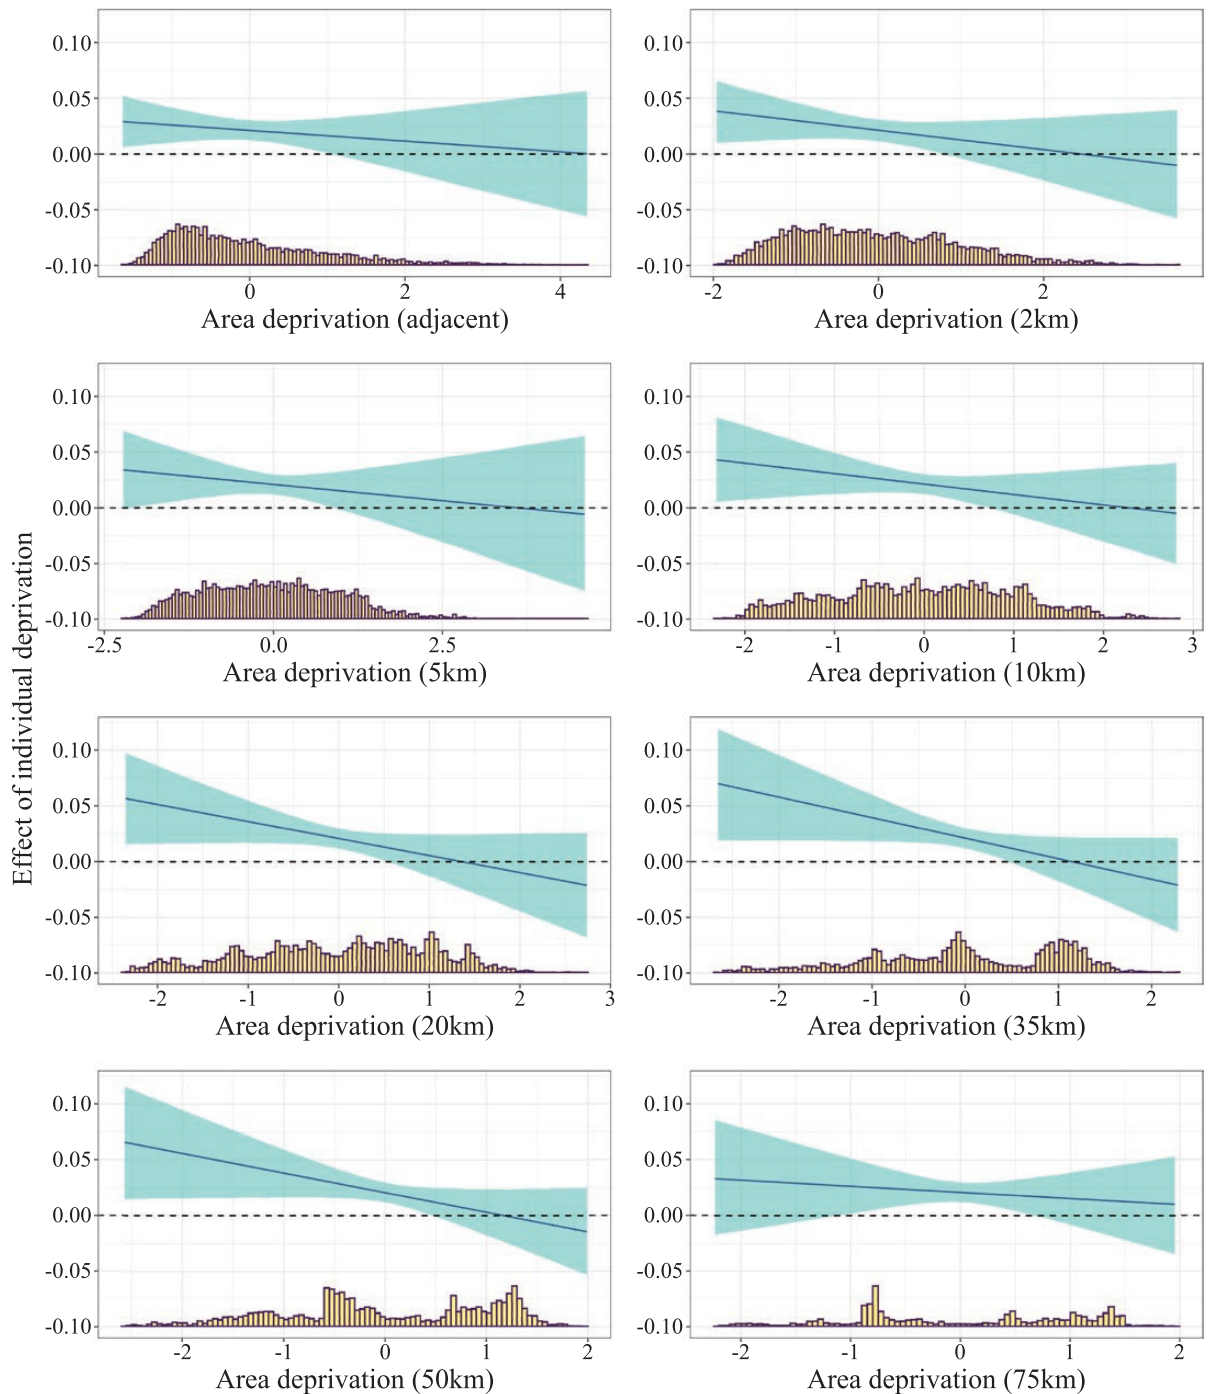 Effect of individual deprivation
0.10
0.05
0.00
-0.05
-0.10
0 2 4
Area deprivation (adjacent)
0.10
0.05
0.00
-0.05
-0.10
-2 0 2
Area deprivation (2km)
0.10
0.05
0.00
-0.05
-0.10
-2.5 0.0 2.5
Area deprivation (5km)
0.10
0.05
0.00
-0.05
-0.10
-2 -1 0 1 2 3
Area deprivation (10km)
0.10
0.05
0.00
-0.05
-0.10
-2 -1 0 1 2 3
Area deprivation (20km)
0.10
0.05
0.00
-0.05
-0.10
-2 -1 0 1 2
Area deprivation (35km)
0.10
0.05
0.00
-0.05
-0.10
-2 -1 0 1 2
Area deprivation (50km)
0.10
0.05
0.00
-0.05
-0.10
-2 -1 0 1 2
Area deprivation (75km)